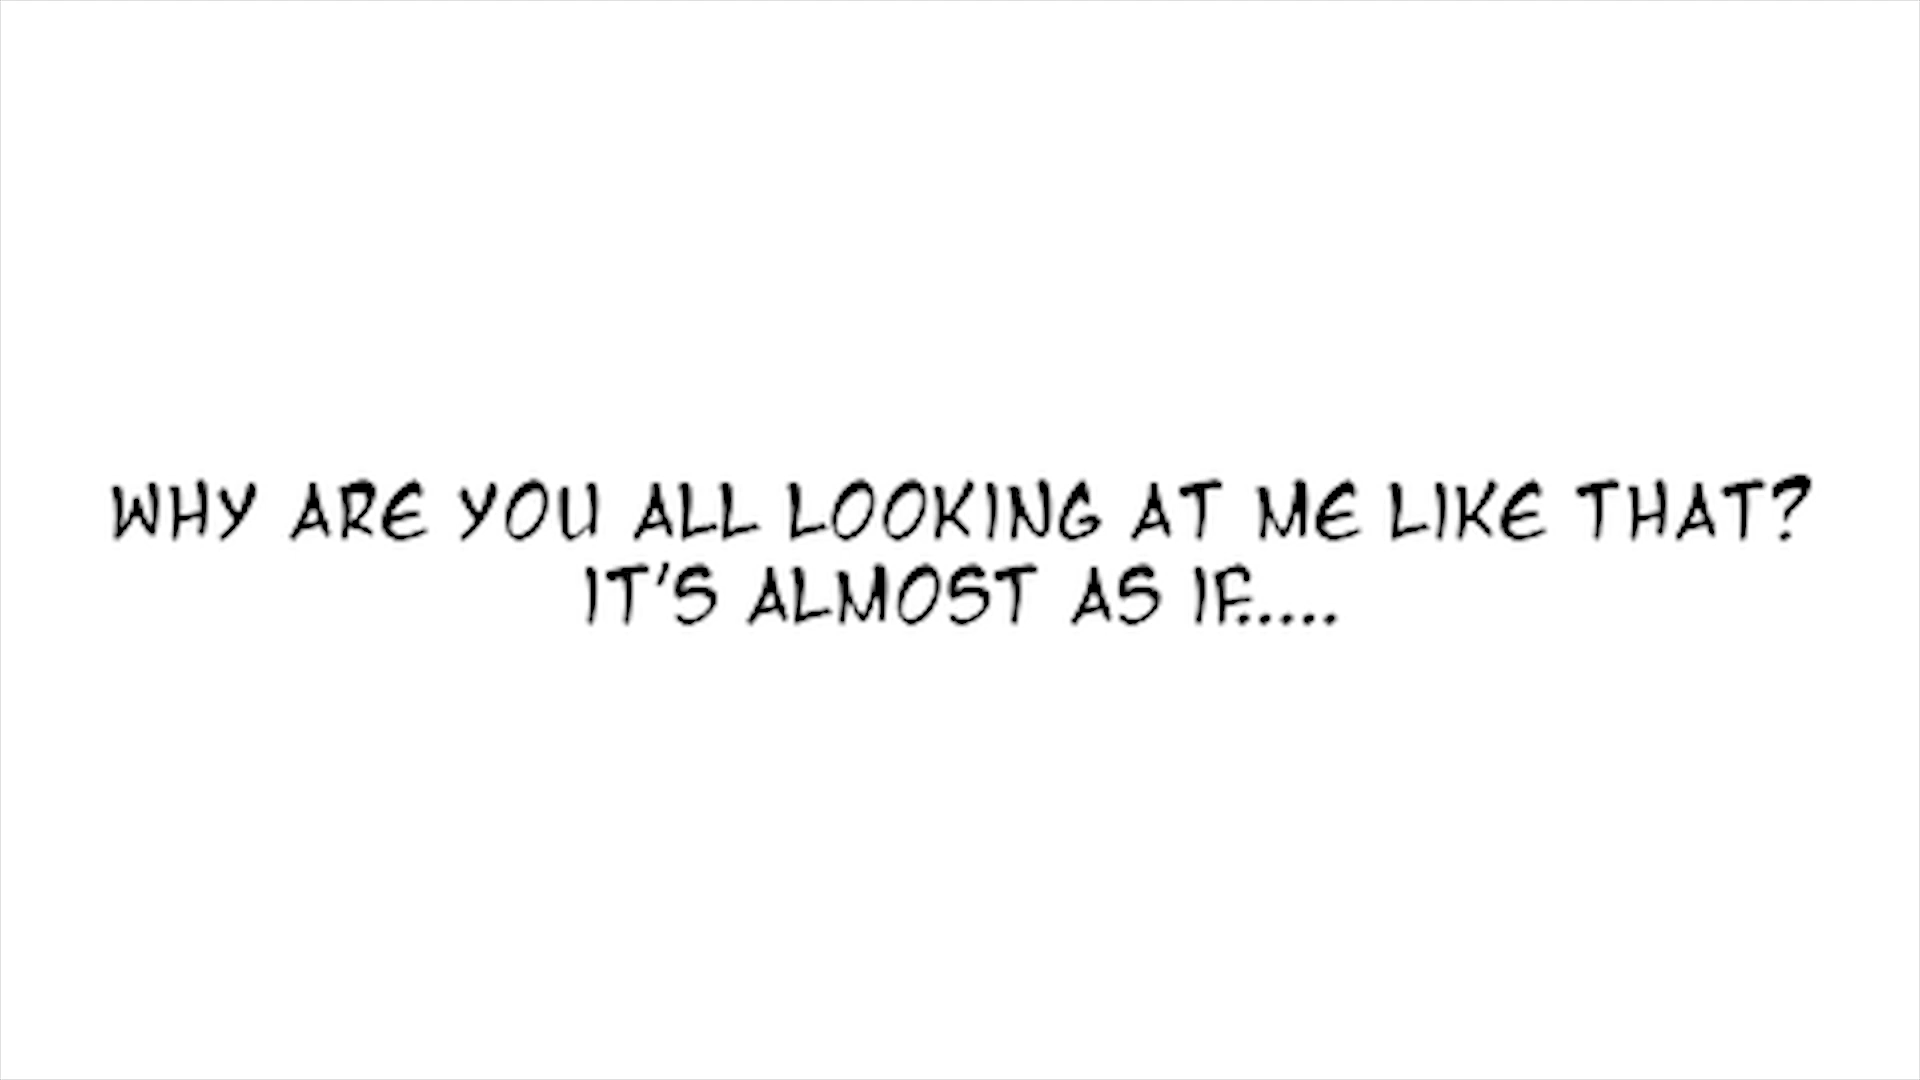 WHY ARE YOU ALL LOOKING AT ME LIKE THAT?
IT'S ALMOST AS IF.....